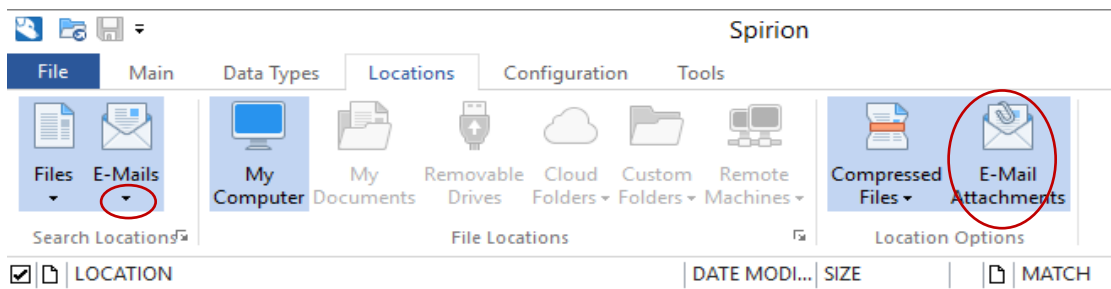 Spirion
File Main Data Types Locations Configuration Tools
Files E-Mails My Computer My Documents Removable Drives Cloud Folders Custom Folders Remote Machines Compressed Files E-Mail Attachments
Search Locations File Locations Location Options
LOCATION DATE MODI... SIZE MATCH